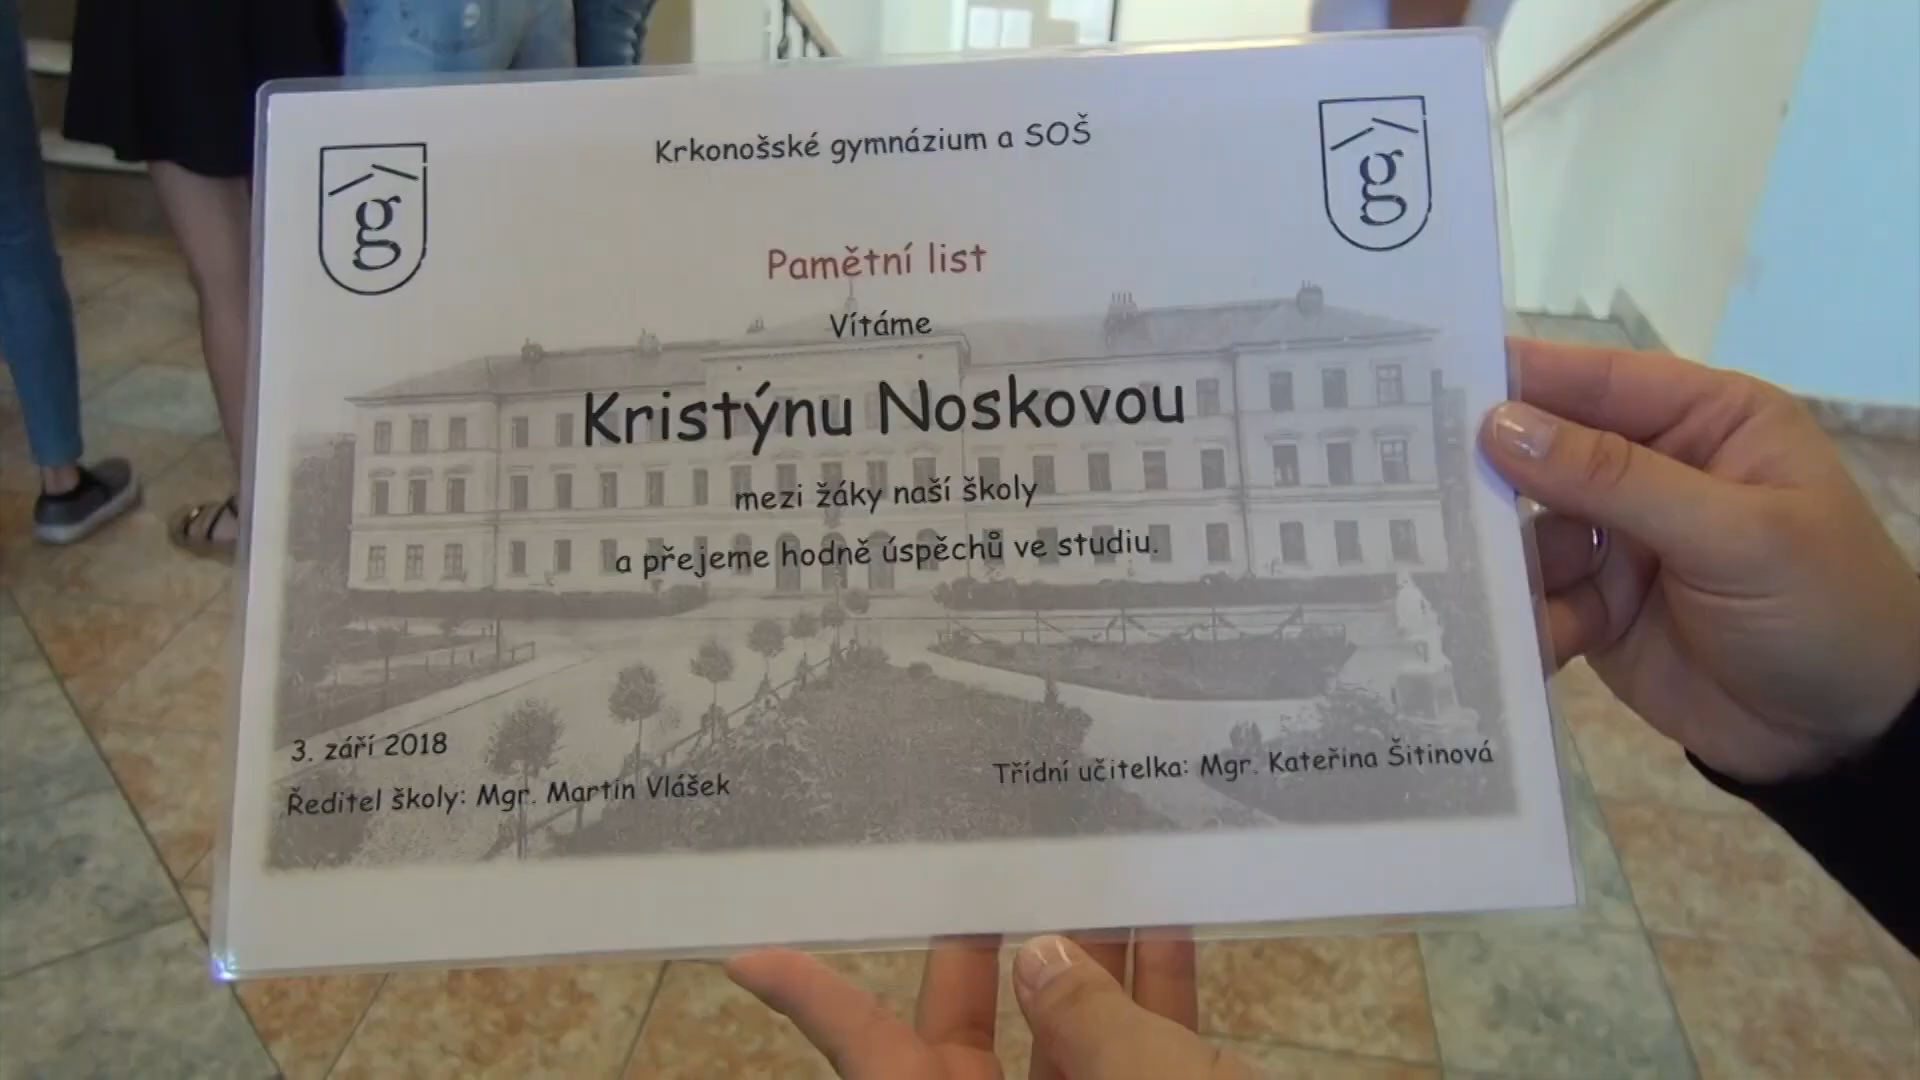 Krkonošské gymnázium a SOŠ
g
g
Pamětní list
Vítáme
Kristýnu Noskovou
mezi žáky naší školy
a přejeme hodně úspěchů ve studiu.
3. září 2018
Ředitel školy: Mgr. Martin Vlášek
Třídní učitelka: Mgr. Kateřina Šitinová